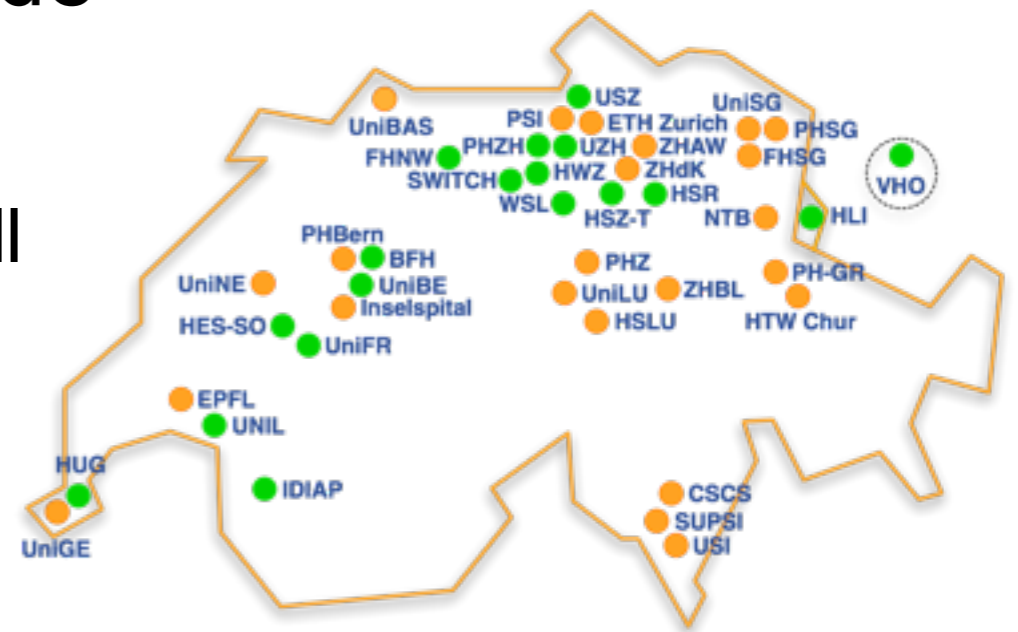 USZ
UniSG
PSI
ETH Zurich
PHSG
UniBAS
PHZH
UZH
ZHAW
FHNW
FHSG
HWZ
ZHdK
SWITCH
VHO
HSR
WSL
HSZ-T
NTB
HLI
PHBern
BFH
PHZ
PH-GR
UniNE
UniBE
UniLU
ZHBL
Inselspital
HSLU
HTW Chur
HES-SO
UniFR
EPFL
UNIL
HUG
IDIAP
CSCS
SUPSI
USI
UniGE